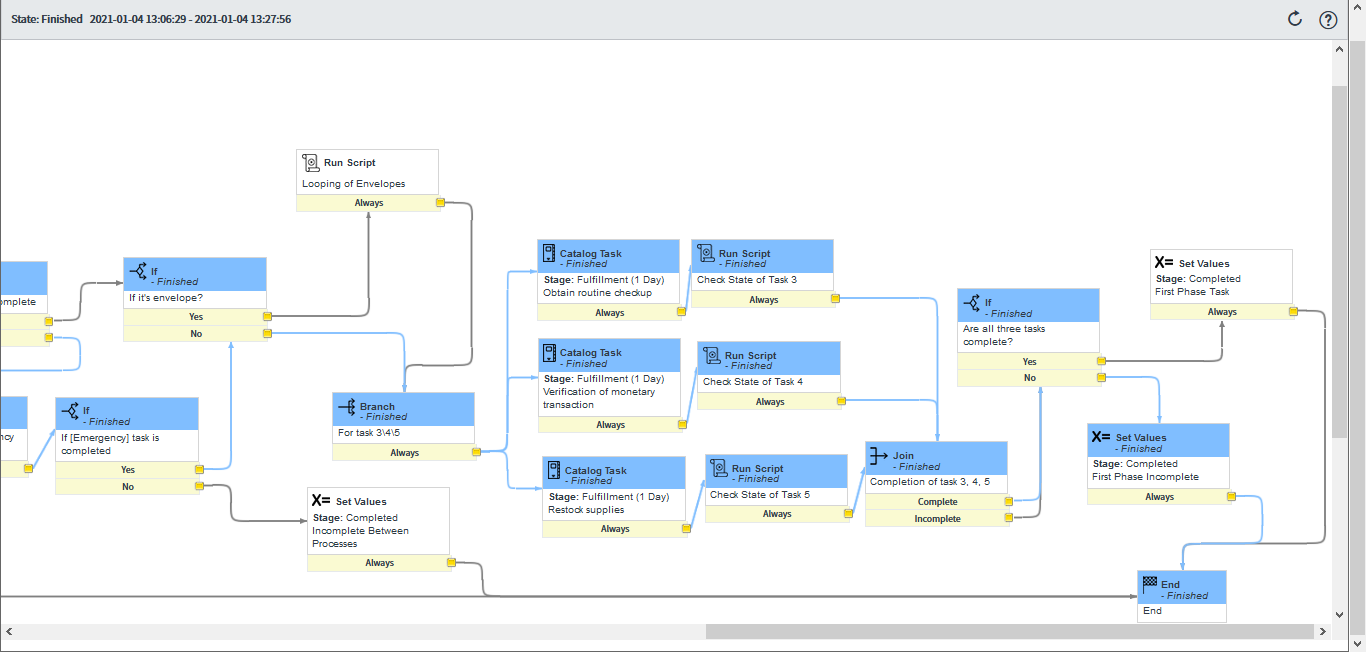 State: Finished 2021-01-04 13:06:29 - 2021-01-04 13:27:56
Run Script
Looping of Envelopes
Always
omplete
If
- Finished
If it's envelope?
Yes
No
ncy
If
- Finished
If [Emergency] task is
completed
Yes
No
Branch
- Finished
For task 3\4\5
Always
X= Set Values
Stage: Completed
Incomplete Between
Processes
Always
Catalog Task
- Finished
Stage: Fulfillment (1 Day)
Obtain routine checkup
Always
Run Script
- Finished
Check State of Task 3
Always
Catalog Task
- Finished
Stage: Fulfillment (1 Day)
Verification of monetary
transaction
Always
Run Script
- Finished
Check State of Task 4
Always
Catalog Task
- Finished
Stage: Fulfillment (1 Day)
Restock supplies
Always
Run Script
- Finished
Check State of Task 5
Always
Join
- Finished
Completion of task 3, 4, 5
Complete
Incomplete
If
- Finished
Are all three tasks
complete?
Yes
No
X= Set Values
Stage: Completed
First Phase Task
Always
X= Set Values
- Finished
Stage: Completed
First Phase Incomplete
Always
End
- Finished
End